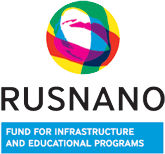 RUSNANO
FUND FOR INFRASTRUCTURE
AND EDUCATIONAL PROGRAMS